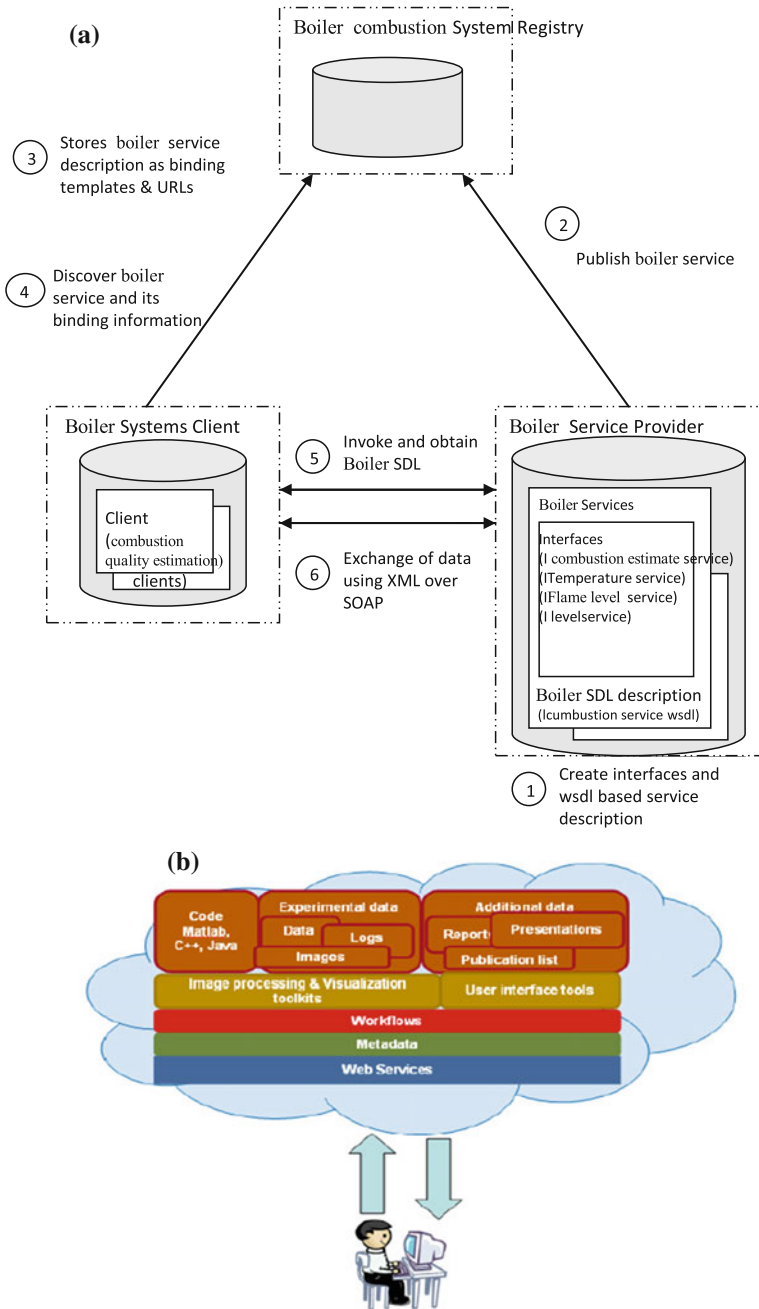 (a)
Boiler combustion System Registry
3
Stores boiler service
description as binding
templates & URLs
2
Publish boiler service
4
Discover boiler
service and its
binding information
Boiler Systems Client
Client
(combustion
quality estimation)
clients)
5
Invoke and obtain
Boiler SDL
6
Exchange of data
using XML over
SOAP
Boiler Service Provider
Boiler Services
Interfaces
(I combustion estimate service)
(ITemperature service)
(IFlame level service)
(I levelservice)
Boiler SDL description
(Icumbustion service wsdl)
1
Create interfaces and
wsdl based service
description
(b)
Code
Matlab,
C++, Java
Experimental data
Data
Logs
Images
Additional data
Report
Presentations
Publication list
Image processing & Visualization
toolkits
User interface tools
Workflows
Metadata
Web Services